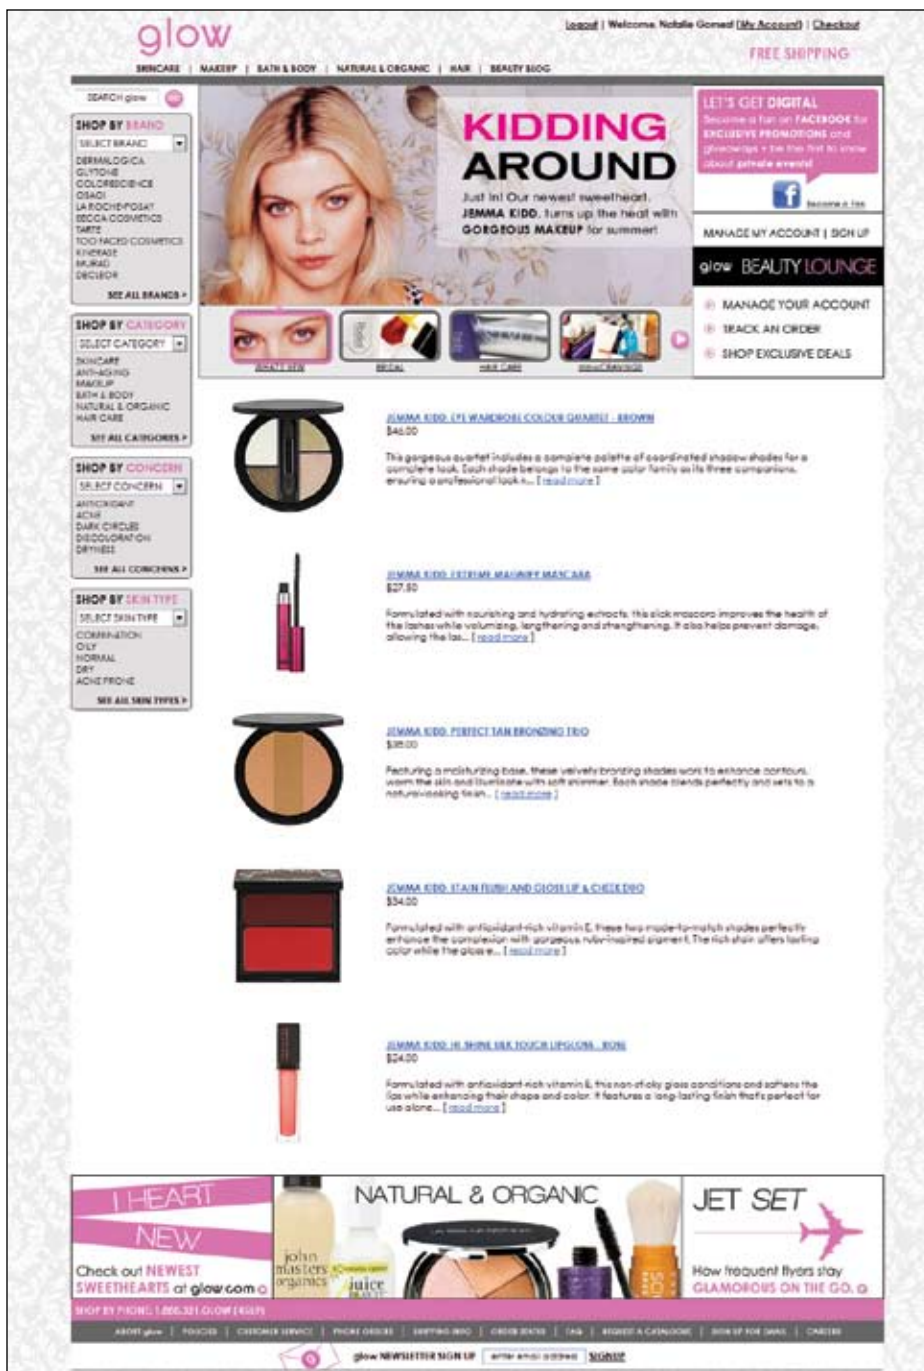 glow
Logout | Welcome, Natalie Gomez! (My Account) | Checkout
FREE SHIPPING
SKINCARE | MAKEUP | BATH & BODY | NATURAL & ORGANIC | HAIR | BEAUTY BLOG
SEARCH glow GO
SHOP BY BRAND
SELECT BRAND
DERMALOGICA
GLYTONE
COLORESCIENCE
OSAOI
LA ROCHE-POSAY
BECCA COSMETICS
TARTE
TOO FACED COSMETICS
KINERASE
MURAD
DECLEOR
SEE ALL BRANDS >
SHOP BY CATEGORY
SELECT CATEGORY
SKINCARE
ANTI-AGING
MAKEUP
BATH & BODY
NATURAL & ORGANIC
HAIR CARE
SEE ALL CATEGORIES >
SHOP BY CONCERN
SELECT CONCERN
ANTIOXIDANT
ACNE
DARK CIRCLES
DISCOLORATION
DRYNESS
SEE ALL CONCERNS >
SHOP BY SKIN TYPE
SELECT SKIN TYPE
COMBINATION
OILY
NORMAL
DRY
ACNE PRONE
SEE ALL SKIN TYPES >
KIDDING
AROUND
Just in! Our newest sweetheart,
JEMMA KIDD, turns up the heat with
GORGEOUS MAKEUP for summer!
WHAT'S NEW
BRIDAL
HAIR CARE
glowCRAVINGS
LET'S GET DIGITAL
Become a fan on FACEBOOK for
EXCLUSIVE PROMOTIONS and
giveaways + be the first to know
about private events!
become a fan
MANAGE MY ACCOUNT | SIGN UP
glow BEAUTY LOUNGE
MANAGE YOUR ACCOUNT
TRACK AN ORDER
SHOP EXCLUSIVE DEALS
JEMMA KIDD: EYE WARDROBE COLOUR QUARTET - BROWN
$46.00
This gorgeous quartet includes a complete palette of coordinated shadow shades for a
complete look. Each shade belongs to the same color family as its three companions,
ensuring a professional look n... [ read more ]
JEMMA KIDD: EXTREME MAGNIFY MASCARA
$27.50
Formulated with nourishing and hydrating extracts, this slick mascara improves the health of
the lashes while volumizing, lengthening and strengthening. It also helps prevent damage,
allowing the las... [ read more ]
JEMMA KIDD: PERFECT TAN BRONZING TRIO
$38.00
Featuring a moisturizing base, these velvety bronzing shades work to enhance contours,
warm the skin and illuminate with soft shimmer. Each shade blends perfectly and sets to a
natural-looking finish... [ read more ]
JEMMA KIDD: STAIN FLUSH AND GLOSS LIP & CHEEK DUO
$34.00
Formulated with antioxidant-rich vitamin E, these two made-to-match shades perfectly
enhance the complexion with gorgeous, ruby-inspired pigment. The rich stain offers lasting
color while the gloss e... [ read more ]
JEMMA KIDD: HI-SHINE SILK TOUCH LIPGLOSS - ROSE
$24.00
Formulated with antioxidant-rich vitamin E, this non-sticky gloss conditions and softens the
lips while enhancing their shape and color. It features a long-lasting finish that's perfect for
use alone... [ read more ]
I HEART
NEW
Check out NEWEST
SWEETHEARTS at glow.com
NATURAL & ORGANIC
john
masters
organics
juice
BEAUTY
JET SET
How frequent flyers stay
GLAMOROUS ON THE GO.
SHOP BY PHONE: 1.888.321.GLOW (4569)
ABOUT glow | POLICIES | CUSTOMER SERVICE | PHONE ORDERS | SHIPPING INFO | ORDER STATUS | FAQ | REQUEST A CATALOGUE | SIGN UP FOR EMAIL | CAREERS
glow NEWSLETTER SIGN UP enter email address SIGNUP